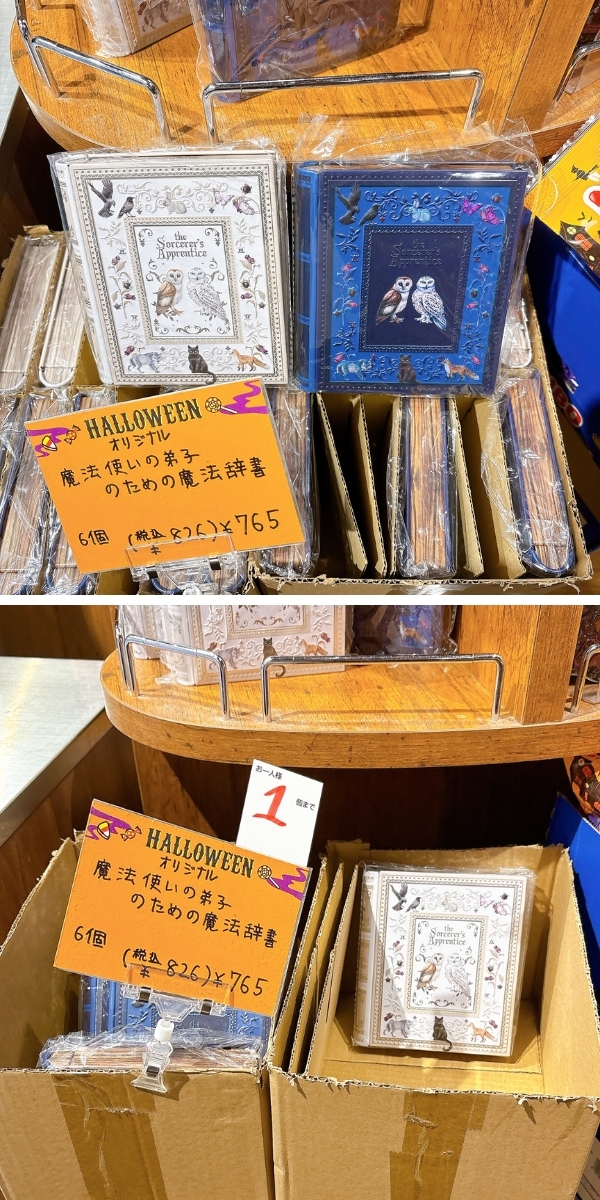 the
Sorcerer's
Apprentice
the
Sorcerer's
Apprentice
HALLOWEEN
オリジナル
魔法使いの弟子
のための魔法辞書
6個 (税込 826)¥765
お一人様
1
個まで
HALLOWEEN
オリジナル
魔法使いの弟子
のための魔法辞書
6個
(税込 826)¥765
the
Sorcerer's
Apprentice